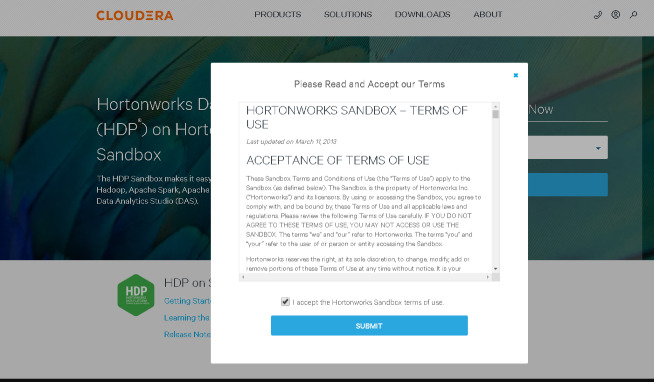 CLOUDERA
PRODUCTS SOLUTIONS DOWNLOADS ABOUT
Hortonworks Da
(HDP®) on Horto
Sandbox
The HDP Sandbox makes it easy
Hadoop, Apache Spark, Apache
Data Analytics Studio (DAS).
Now
Please Read and Accept our Terms
HORTONWORKS SANDBOX – TERMS OF
USE
Last updated on March 11, 2013
ACCEPTANCE OF TERMS OF USE
These Sandbox Terms and Conditions of Use (the "Terms of Use") apply to the
Sandbox (as defined below). The Sandbox is the property of Hortonworks Inc.
("Hortonworks") and its licensors. By using or accessing the Sandbox, you agree to
comply with, and be bound by, these Terms of Use and all applicable laws and
regulations. Please review the following Terms of Use carefully. IF YOU DO NOT
AGREE TO THESE TERMS OF USE, YOU MAY NOT ACCESS OR USE THE
SANDBOX. The terms "we" and "our" refer to Hortonworks. The terms "you" and
"your" refer to the user of or person or entity accessing the Sandbox.
Hortonworks reserves the right, at its sole discretion, to change, modify, add or
remove portions of these Terms of Use at any time without notice. It is your
I accept the Hortonworks Sandbox terms of use.
SUBMIT
HDP
HDP on S
Getting Starte
Learning the
Release Note